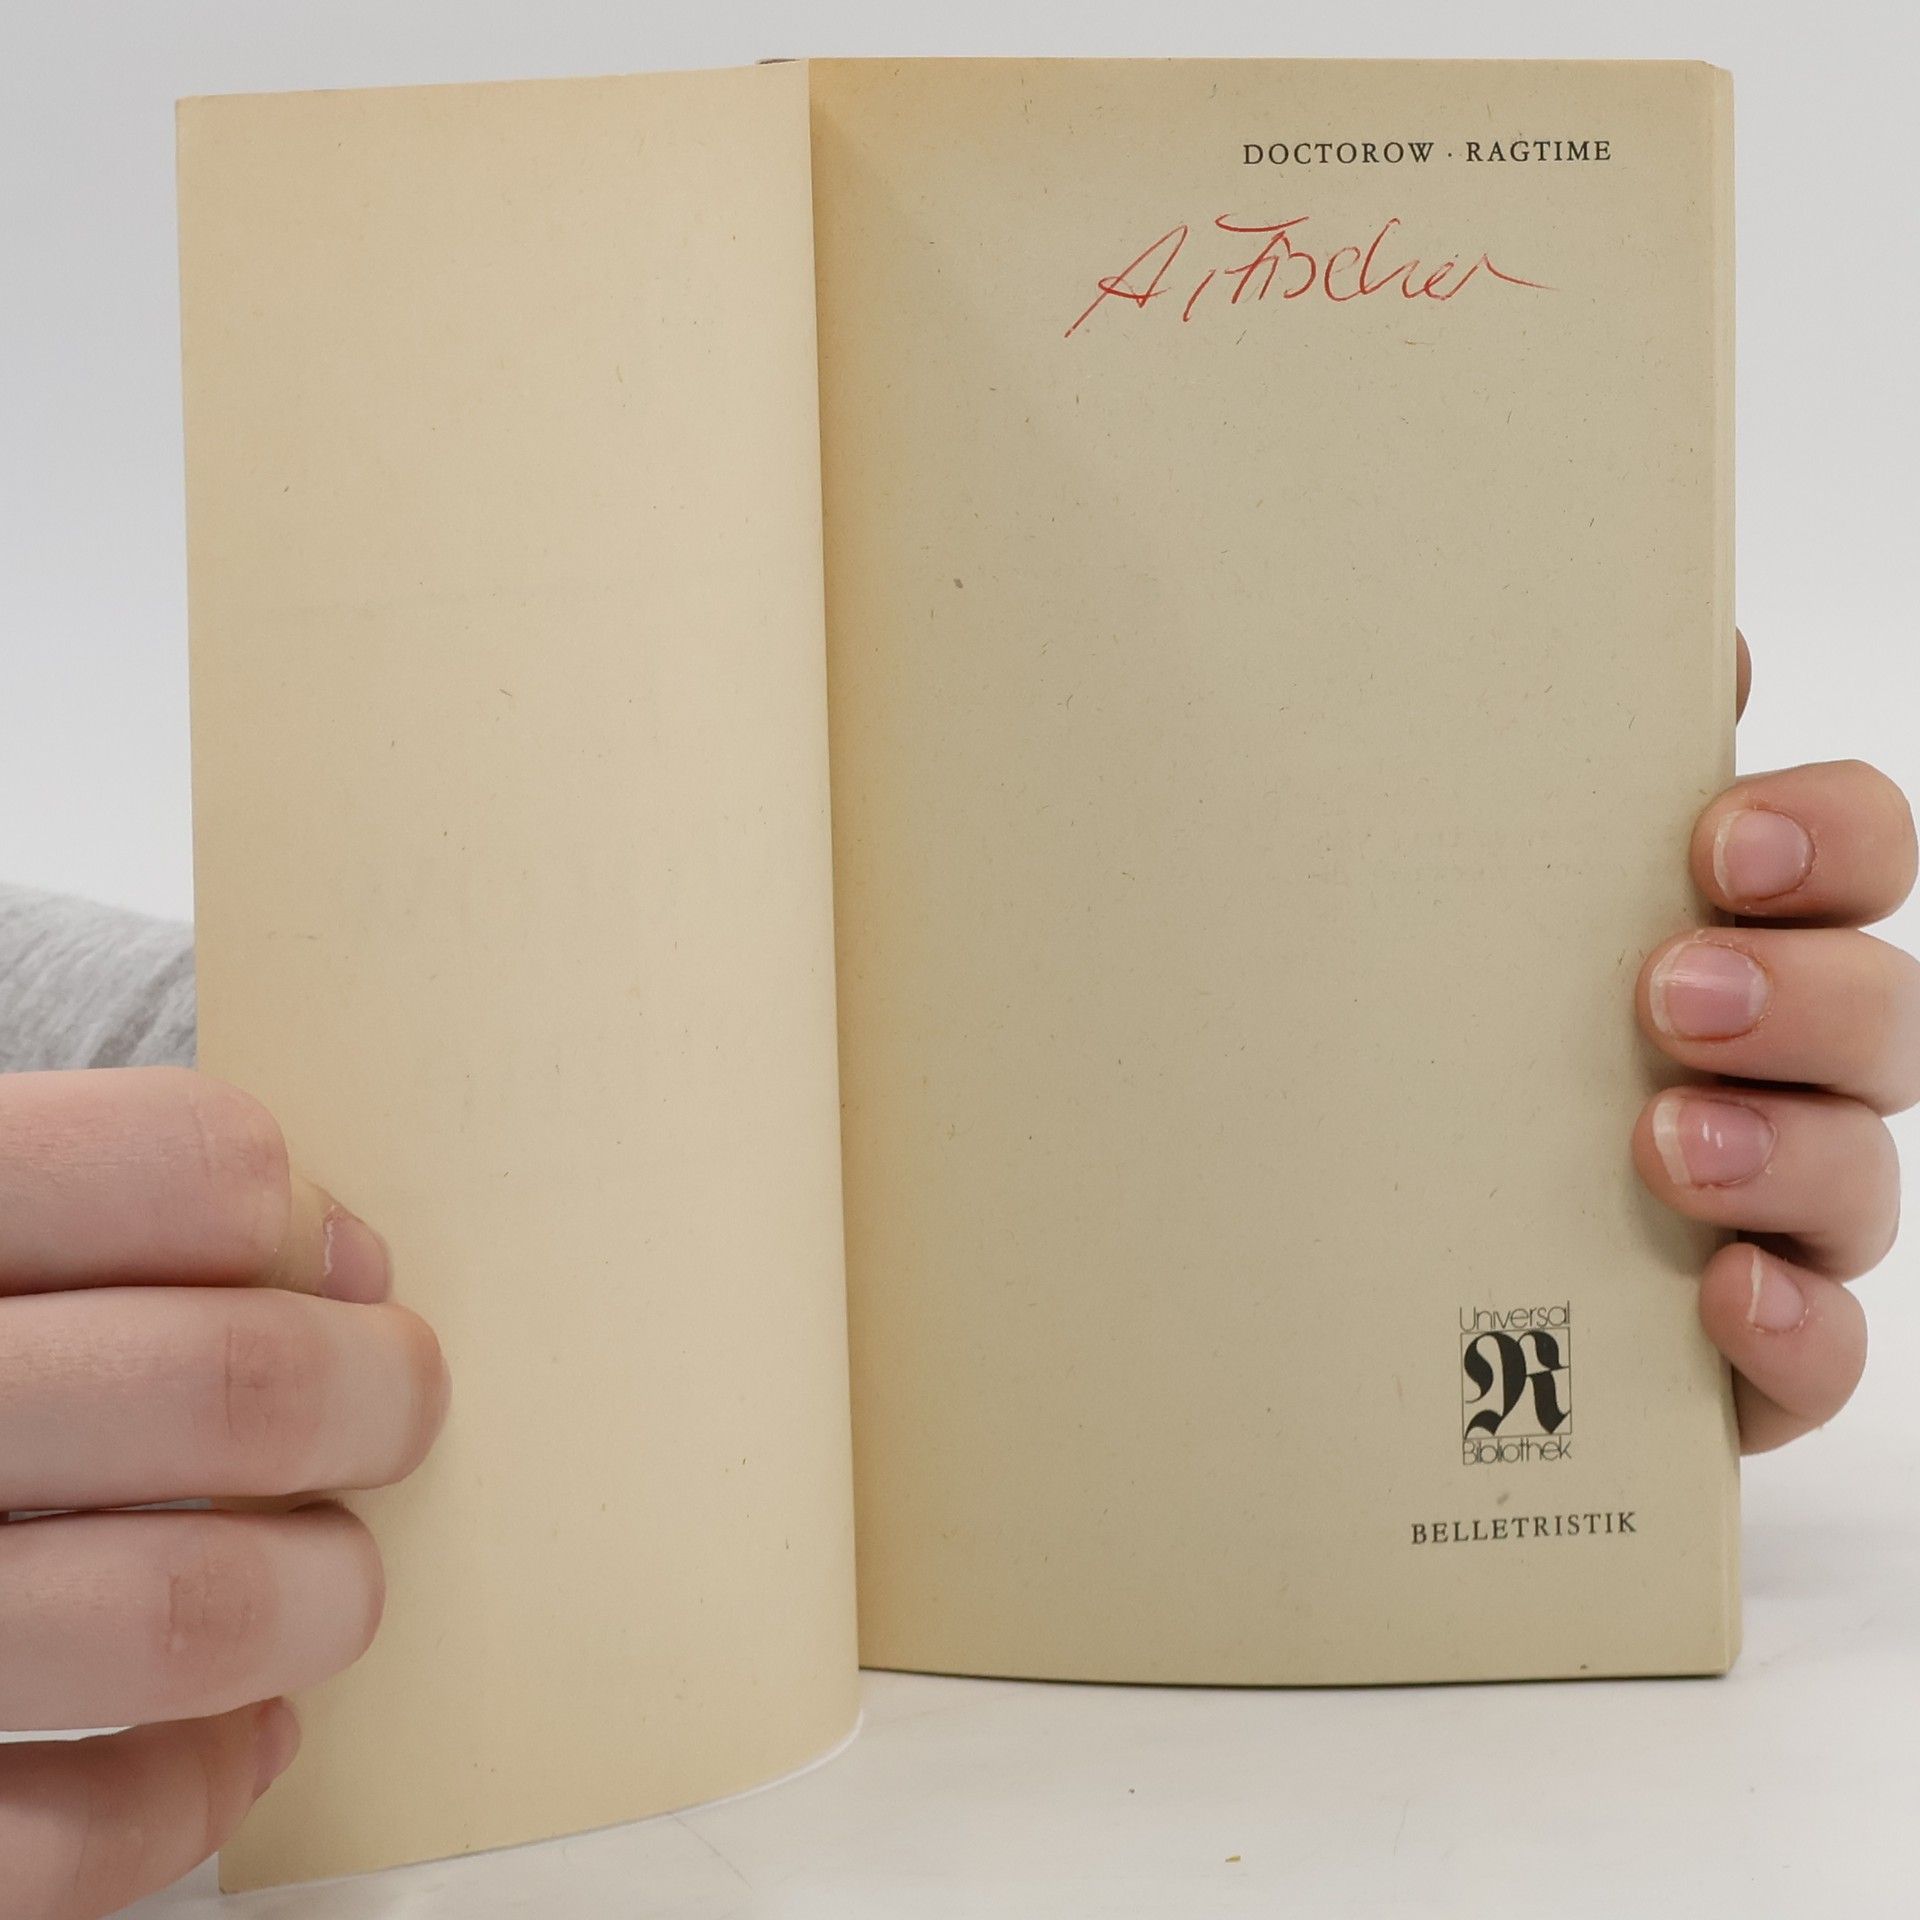 DOCTOROW · RAGTIME
A. Fischer
Universal
R
Bibliothek
BELLETRISTIK